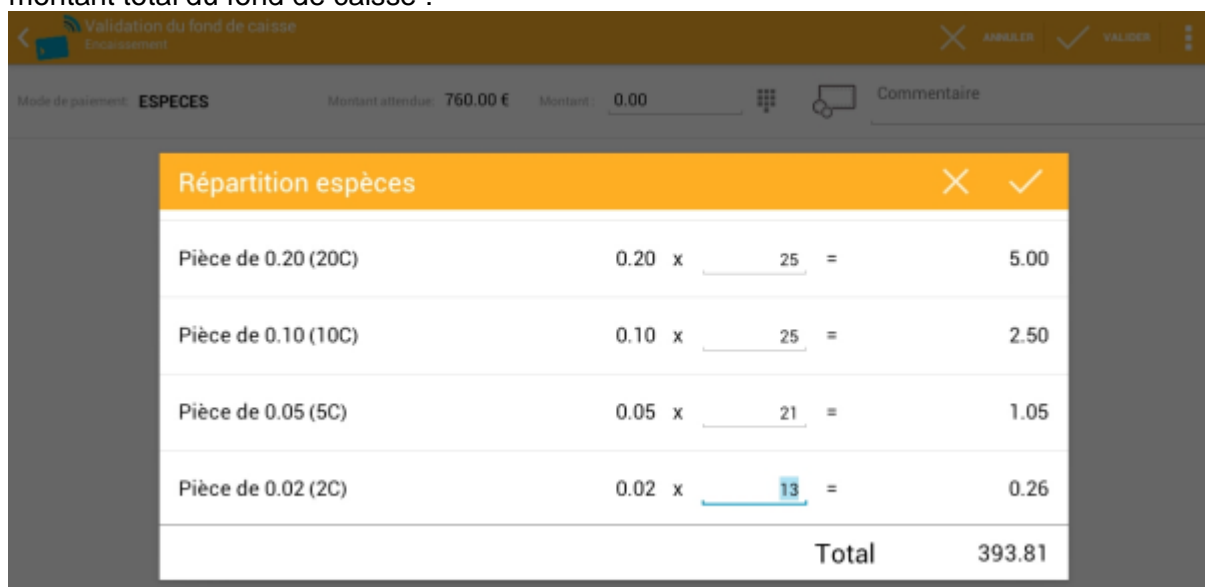 montant total du fond de caisse :
Validation du fond de caisse
Encaissement
ANNULER
VALIDER
Mode de paiement: ESPECES Montant attendue: 760.00 € Montant: 0.00
Commentaire
Répartition espèces
Pièce de 0.20 (20C) 0.20 x 25 = 5.00
Pièce de 0.10 (10C) 0.10 x 25 = 2.50
Pièce de 0.05 (5C) 0.05 x 21 = 1.05
Pièce de 0.02 (2C) 0.02 x 13 = 0.26
Total 393.81